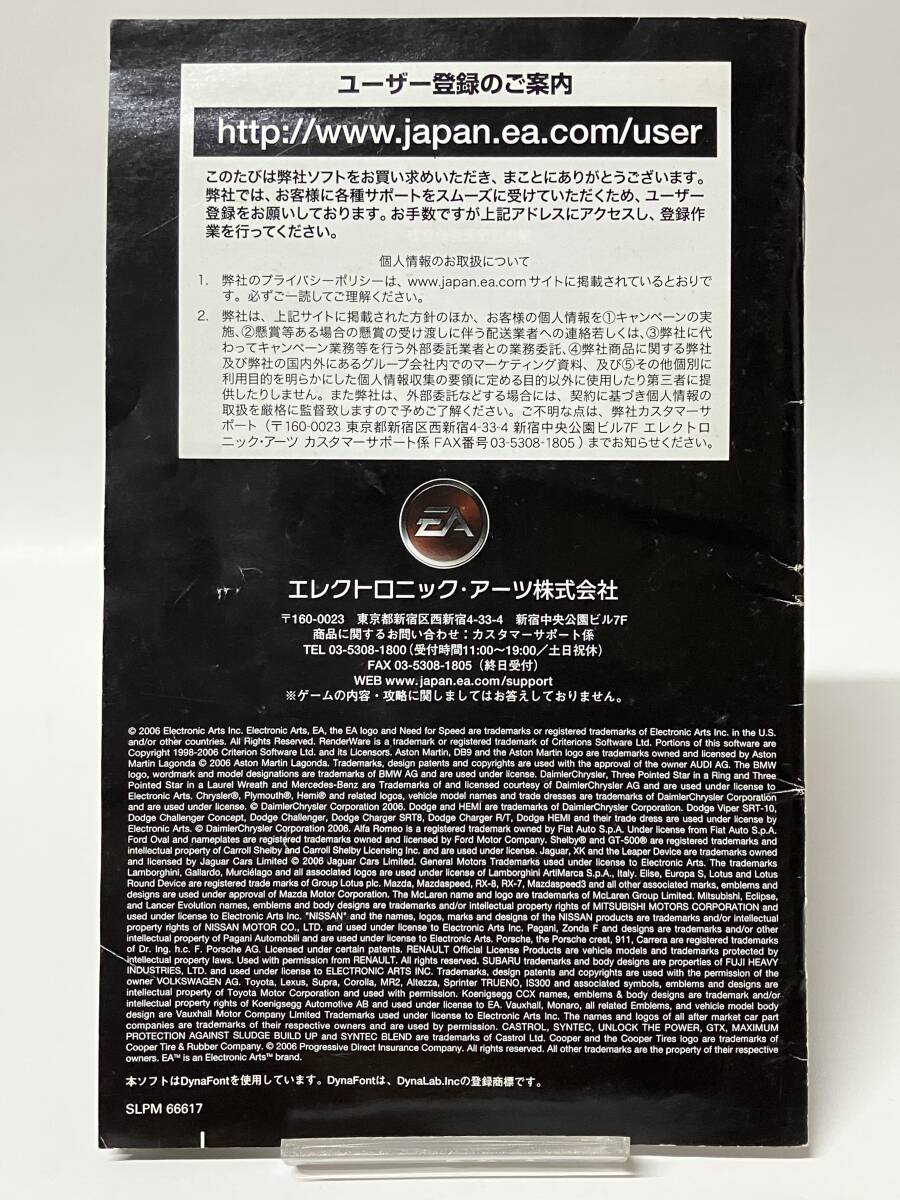 ユーザー登録のご案内
http://www.japan.ea.com/user
このたびは弊社ソフトをお買い求めいただき、まことにありがとうございます。
弊社では、お客様に各種サポートをスムーズに受けていただくため、ユーザー
登録をお願いしております。お手数ですが上記アドレスにアクセスし、登録作
業を行ってください。
個人情報のお取扱について
1. 弊社のプライバシーポリシーは、www.japan.ea.comサイトに掲載されているとおりで
す。必ずご一読してご理解ください。
2. 弊社は、上記サイトに掲載された方針のほか、お客様の個人情報を①キャンペーンの実
施、②懸賞等ある場合の懸賞の受け渡しに伴う配送業者への連絡若しくは、③弊社に代
わってキャンペーン業務等を行う外部委託業者との業務委託、④弊社商品に関する弊社
及び弊社の国内外にあるグループ会社内でのマーケティング資料、及び⑤その他個別に
利用目的を明らかにした個人情報収集の要領に定める目的以外に使用したり第三者に提
供したりしません。また弊社は、外部委託などする場合には、契約に基づき個人情報の
取扱を厳格に監督致しますので予めご了解ください。ご不明な点は、弊社カスタマーサ
ポート(〒160-0023 東京都新宿区西新宿4-33-4 新宿中央公園ビル7F エレクトロ
ニック・アーツ カスタマーサポート係 FAX番号03-5308-1805)までお知らせください。
EA
エレクトロニック・アーツ株式会社
〒160-0023 東京都新宿区西新宿4-33-4 新宿中央公園ビル7F
商品に関するお問い合わせ:カスタマーサポート係
TEL 03-5308-1800(受付時間11:00〜19:00/土日祝休)
FAX 03-5308-1805(終日受付)
WEB www.japan.ea.com/support
※ゲームの内容・攻略に関しましてはお答えしておりません。
© 2006 Electronic Arts Inc. Electronic Arts, EA, the EA logo and Need for Speed are trademarks or registered trademarks of Electronic Arts Inc. in the U.S.
and/or other countries. All Rights Reserved. RenderWare is a trademark or registered trademark of Criterions Software Ltd. Portions of this software are
Copyright 1998-2006 Criterion Software Ltd. and its Licensors. Aston Martin, DB9 and the Aston Martin logo are trademarks owned and licensed by Aston
Martin Lagonda © 2006 Aston Martin Lagonda. Trademarks, design patents and copyrights are used with the approval of the owner AUDI AG. The BMW
logo, wordmark and model designations are trademarks of BMW AG and are used under license. DaimlerChrysler, Three Pointed Star in a Ring and Three
Pointed Star in a Laurel Wreath and Mercedes-Benz are Trademarks of and licensed courtesy of DaimlerChrysler AG and are used under license to
Electronic Arts. Chrysler®, Plymouth®, Hemi® and related logos, vehicle model names and trade dresses are trademarks of DaimlerChrysler Corporation
and are used under license. © DaimlerChrysler Corporation 2006. Dodge and HEMI are trademarks of DaimlerChrysler Corporation. Dodge Viper SRT-10,
Dodge Challenger Concept, Dodge Challenger, Dodge Charger SRT8, Dodge Charger R/T, Dodge HEMI and their trade dress are used under license by
Electronic Arts. © DaimlerChrysler Corporation 2006. Alfa Romeo is a registered trademark owned by Fiat Auto S.p.A. Under license from Fiat Auto S.p.A.
Ford Oval and nameplates are registered trademarks owned and licensed by Ford Motor Company. Shelby® and GT-500® are registered trademarks and
intellectual property of Carroll Shelby and Carroll Shelby Licensing Inc. and are used under license. Jaguar, XK and the Leaper Device are trademarks owned
and licensed by Jaguar Cars Limited © 2006 Jaguar Cars Limited. General Motors Trademarks used under license to Electronic Arts. The trademarks
Lamborghini, Gallardo, Murciélago and all associated logos are used under license of Lamborghini ArtiMarca S.p.A., Italy. Elise, Europa S, Lotus and Lotus
Round Device are registered trade marks of Group Lotus plc. Mazda, Mazdaspeed, RX-8, RX-7, Mazdaspeed3 and all other associated marks, emblems and
designs are used under approval of Mazda Motor Corporation. The McLaren name and logo are trademarks of McLaren Group Limited. Mitsubishi, Eclipse,
and Lancer Evolution names, emblems and body designs are trademarks and/or intellectual property rights of MITSUBISHI MOTORS CORPORATION and
used under license to Electronic Arts Inc. "NISSAN" and the names, logos, marks and designs of the NISSAN products are trademarks and/or intellectual
property rights of NISSAN MOTOR CO., LTD. and used under license to Electronic Arts Inc. Pagani, Zonda F and designs are trademarks and/or other
intellectual property of Pagani Automobili and are used under license to Electronic Arts. Porsche, the Porsche crest, 911, Carrera are registered trademarks
of Dr. Ing. h.c. F. Porsche AG. Licensed under certain patents. RENAULT Official License Products are vehicle models and trademarks protected by
intellectual property laws. Used with permission from RENAULT. All rights reserved. SUBARU trademarks and body designs are properties of FUJI HEAVY
INDUSTRIES, LTD. and used under license to ELECTRONIC ARTS INC. Trademarks, design patents and copyrights are used with the permission of the
owner VOLKSWAGEN AG. Toyota, Lexus, Supra, Corolla, MR2, Altezza, Sprinter TRUENO, IS300 and associated symbols, emblems and designs are
intellectual property of Toyota Motor Corporation and used with permission. Koenigsegg CCX names, emblems & body designs are trademark and/or
intellectual property rights of Koenigsegg Automotive AB and used under license to EA. Vauxhall, Monaro, all related Emblems, and vehicle model body
design are Vauxhall Motor Company Limited Trademarks used under license to Electronic Arts Inc. The names and logos of all after market car part
companies are trademarks of their respective owners and are used by permission. CASTROL, SYNTEC, UNLOCK THE POWER, GTX, MAXIMUM
PROTECTION AGAINST SLUDGE BUILD UP and SYNTEC BLEND are trademarks of Castrol Ltd. Cooper and the Cooper Tires logo are trademarks of
Cooper Tire & Rubber Company. © 2006 Progressive Direct Insurance Company. All rights reserved. All other trademarks are the property of their respective
owners. EA™ is an Electronic Arts™ brand.
本ソフトはDynaFontを使用しています。DynaFontは、DynaLab.Incの登録商標です。
SLPM 66617